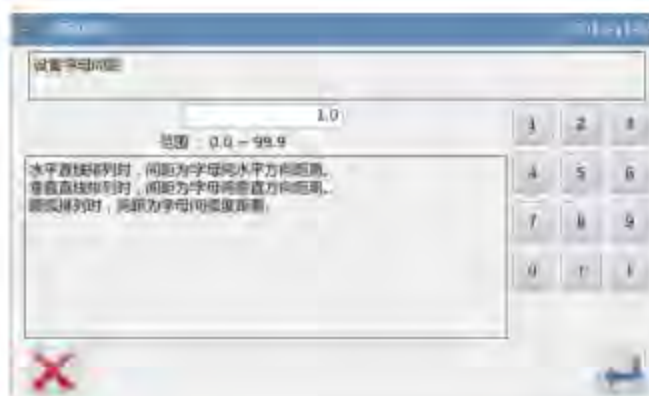 设置字母间距
1.0
范围：0.0 - 99.9
1 2 3
水平直线排列时，间距为字母间水平方向距离。
垂直直线排列时，间距为字母间垂直方向距离。
圆弧排列时，间距为字母间弧度距离。
4 5 6
7 8 9
0